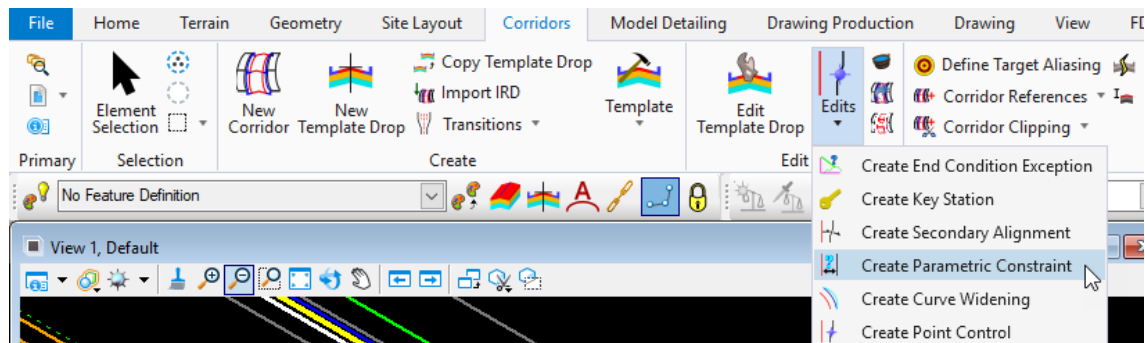 File Home Terrain Geometry Site Layout Corridors Model Detailing Drawing Production Drawing View
Element Selection
New Corridor
New Template Drop
Copy Template Drop
Import IRD
Transitions
Template
Edit Template Drop
Edits
Define Target Aliasing
Corridor References
Corridor Clipping
Primary Selection Create Edit
No Feature Definition
View 1, Default
Create End Condition Exception
Create Key Station
Create Secondary Alignment
Create Parametric Constraint
Create Curve Widening
Create Point Control